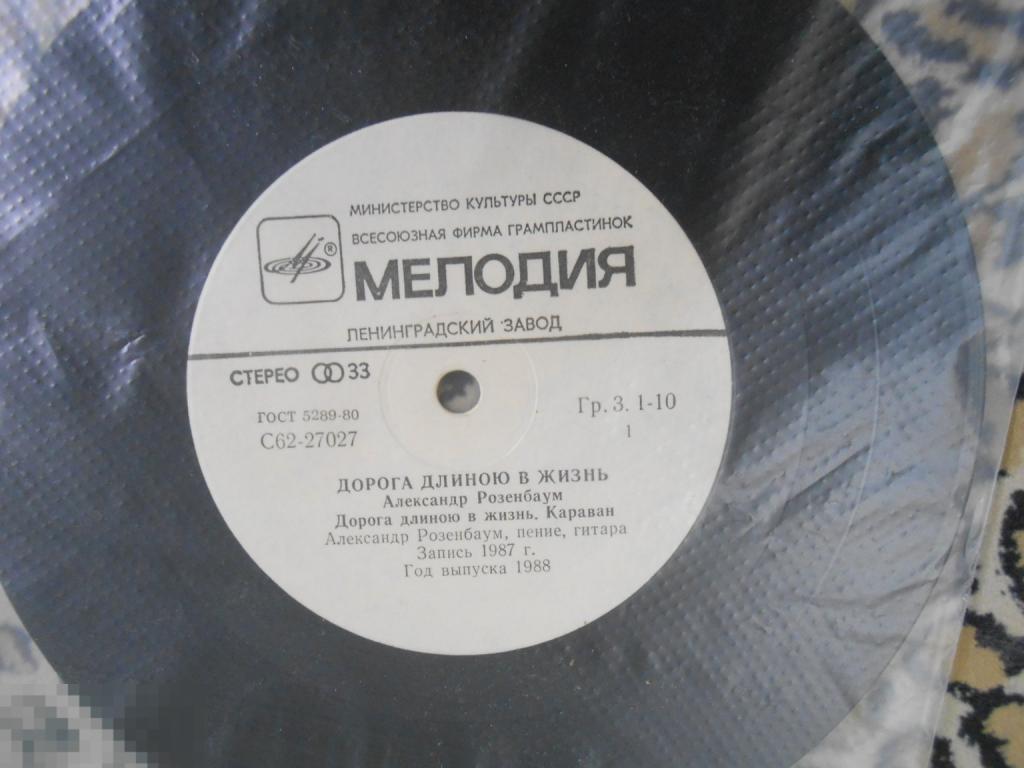 МИНИСТЕРСТВО КУЛЬТУРЫ СССР
ВСЕСОЮЗНАЯ ФИРМА ГРАМПЛАСТИНОК
®
МЕЛОДИЯ
ЛЕНИНГРАДСКИЙ ЗАВОД
СТЕРЕО 33
ГОСТ 5289-80
С62-27027
Гр. 3. 1-10
1
ДОРОГА ДЛИНОЮ В ЖИЗНЬ
Александр Розенбаум
Дорога длиною в жизнь. Караван
Александр Розенбаум, пение, гитара
Запись 1987 г.
Год выпуска 1988